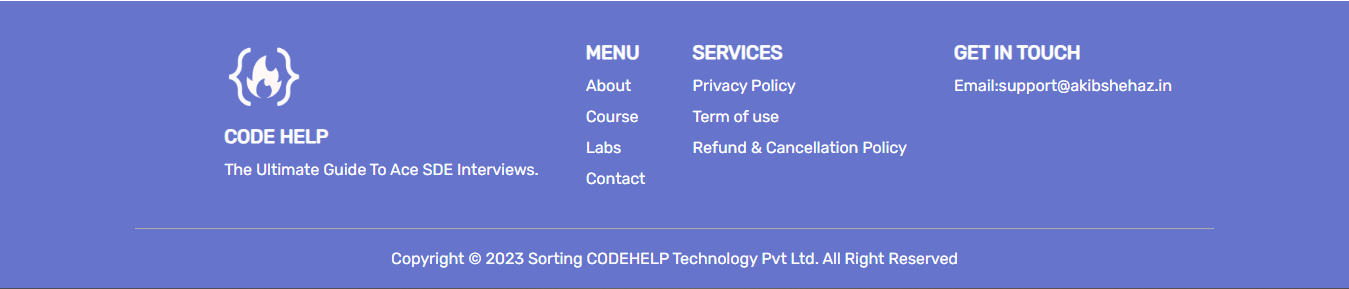 CODE HELP
The Ultimate Guide To Ace SDE Interviews.
MENU
About
Course
Labs
Contact
SERVICES
Privacy Policy
Term of use
Refund & Cancellation Policy
GET IN TOUCH
Email:support@akibshehaz.in
Copyright © 2023 Sorting CODEHELP Technology Pvt Ltd. All Right Reserved